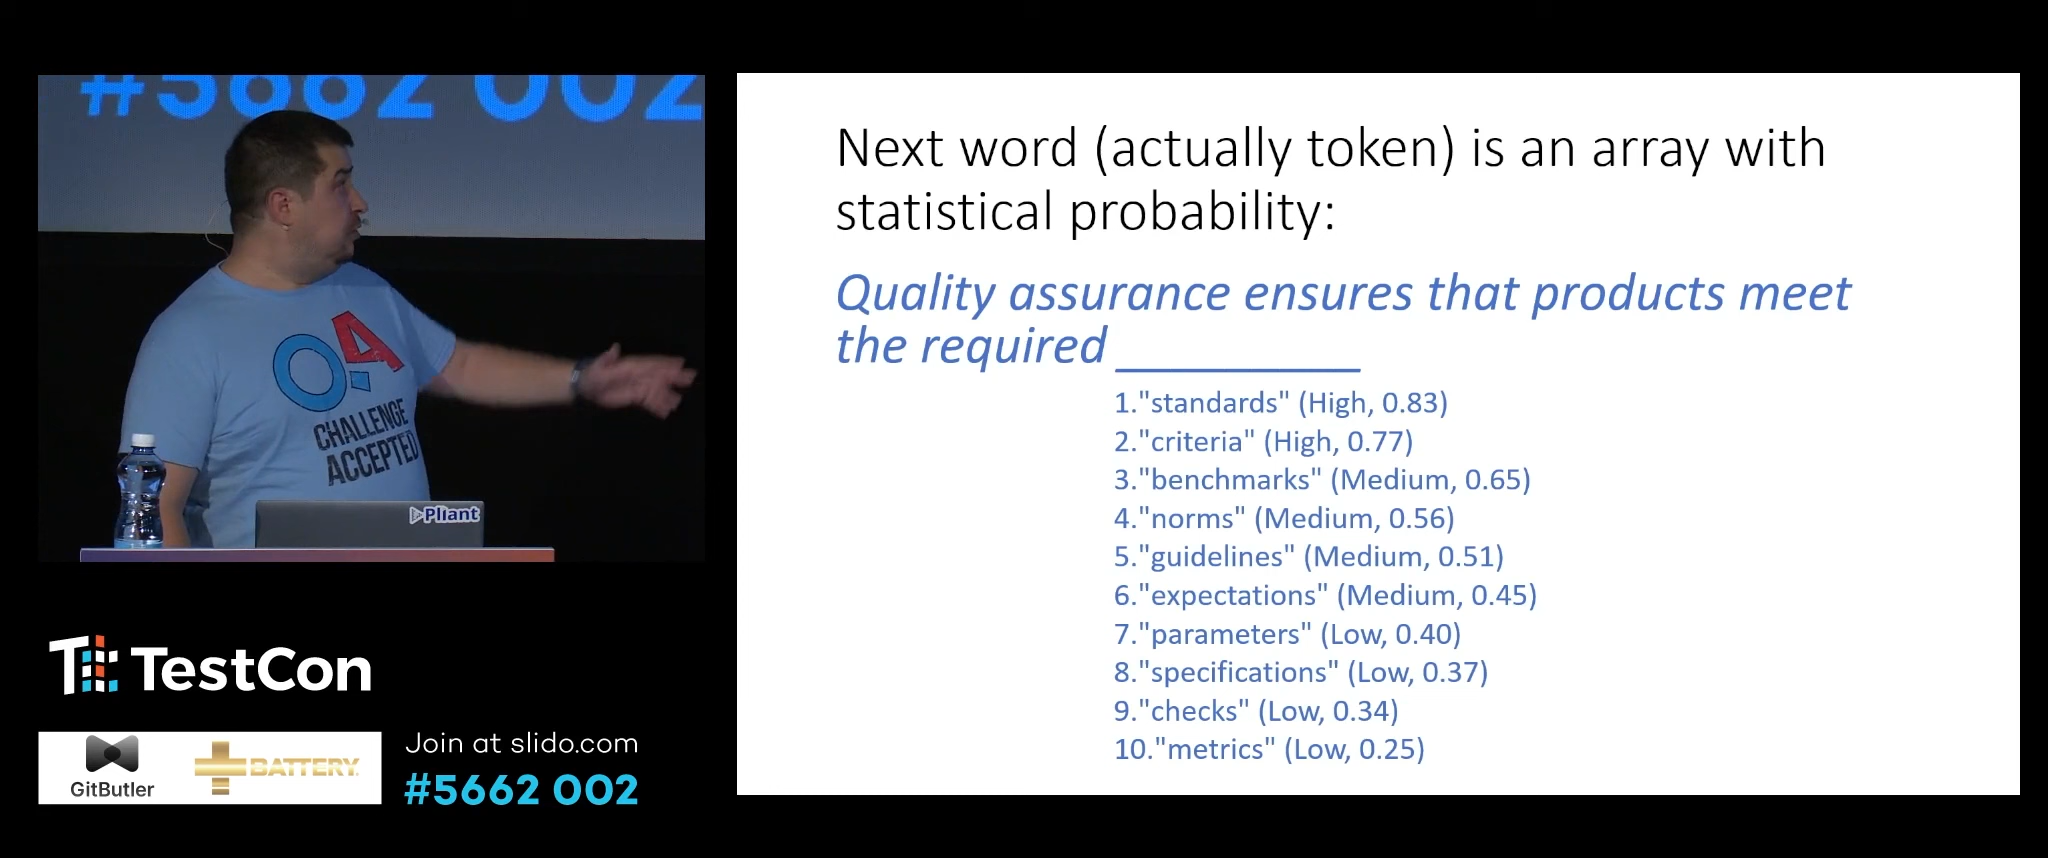 #5662 002
QA
CHALLENGE
ACCEPTED
Pliant
TestCon
GitButler
BATTERY
Join at slido.com
#5662 002
Next word (actually token) is an array with
statistical probability:
Quality assurance ensures that products meet
the required __________
1."standards" (High, 0.83)
2."criteria" (High, 0.77)
3."benchmarks" (Medium, 0.65)
4."norms" (Medium, 0.56)
5."guidelines" (Medium, 0.51)
6."expectations" (Medium, 0.45)
7."parameters" (Low, 0.40)
8."specifications" (Low, 0.37)
9."checks" (Low, 0.34)
10."metrics" (Low, 0.25)